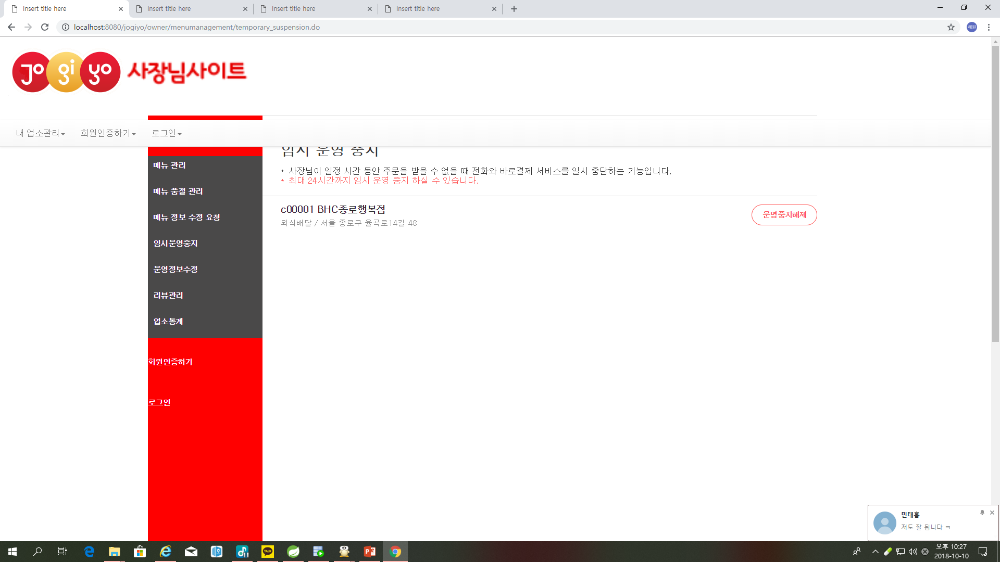 Insert title here
Insert title here
Insert title here
Insert title here
localhost:8080/jogiyo/owner/menumanagement/temporary_suspension.do
혜원
Jo gi yo 사장님사이트
내 업소관리
회원인증하기
로그인
임시 운영 중지
* 사장님이 일정 시간 동안 주문을 받을 수 없을 때 전화와 바로결제 서비스를 일시 중단하는 기능입니다.
* 최대 24시간까지 임시 운영 중지 하실 수 있습니다.
c00001 BHC종로행복점
외식배달 / 서울 종로구 율곡로14길 48
운영중지해제
메뉴 관리
메뉴 품절 관리
메뉴 정보 수정 요청
임시운영중지
운영정보수정
리뷰관리
업소통계
회원인증하기
로그인
민태홍
저도 잘 됩니다 ㅋ
TALK
오후 10:27
2018-10-10